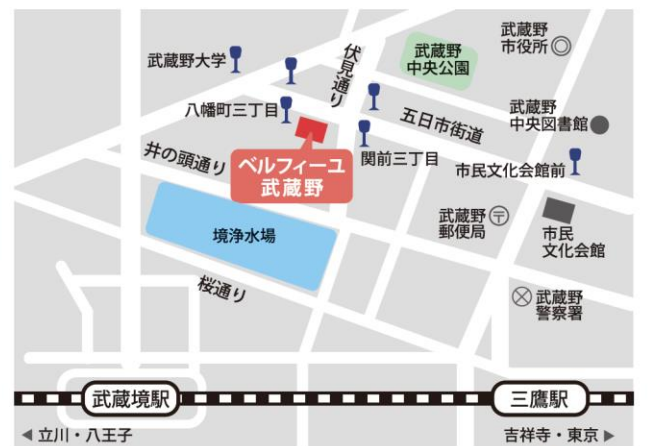 武蔵野
市役所
武蔵野大学
伏見通り
武蔵野
中央公園
八幡町三丁目
五日市街道
武蔵野
中央図書館
井の頭通り
ベルフィーユ
武蔵野
関前三丁目
市民文化会館前
境浄水場
武蔵野
郵便局
市民
文化会館
桜通り
武蔵野
警察署
武蔵境駅
三鷹駅
◀ 立川・八王子
吉祥寺・東京 ▶